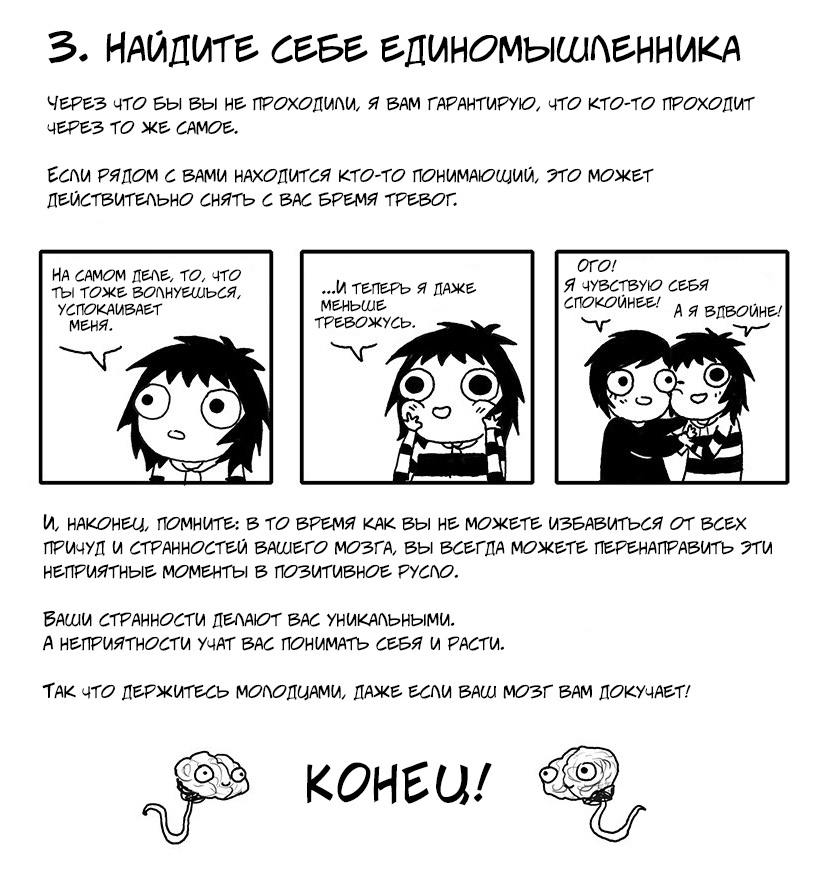 3. Найдите себе единомышленника
Через что бы вы не проходили, я вам гарантирую, что кто-то проходит
через то же самое.
Если рядом с вами находится кто-то понимающий, это может
действительно снять с вас бремя тревог.
На самом деле, то, что
ты тоже волнуешься,
успокаивает
меня.
...И теперь я даже
меньше
тревожусь.
Ого!
Я чувствую себя
спокойнее!
А я вдвойне!
И, наконец, помните: в то время как вы не можете избавиться от всех
причуд и странностей вашего мозга, вы всегда можете перенаправить эти
неприятные моменты в позитивное русло.
Ваши странности делают вас уникальными.
А неприятности учат вас понимать себя и расти.
Так что держитесь молодцами, даже если ваш мозг вам докучает!
КОНЕЦ!